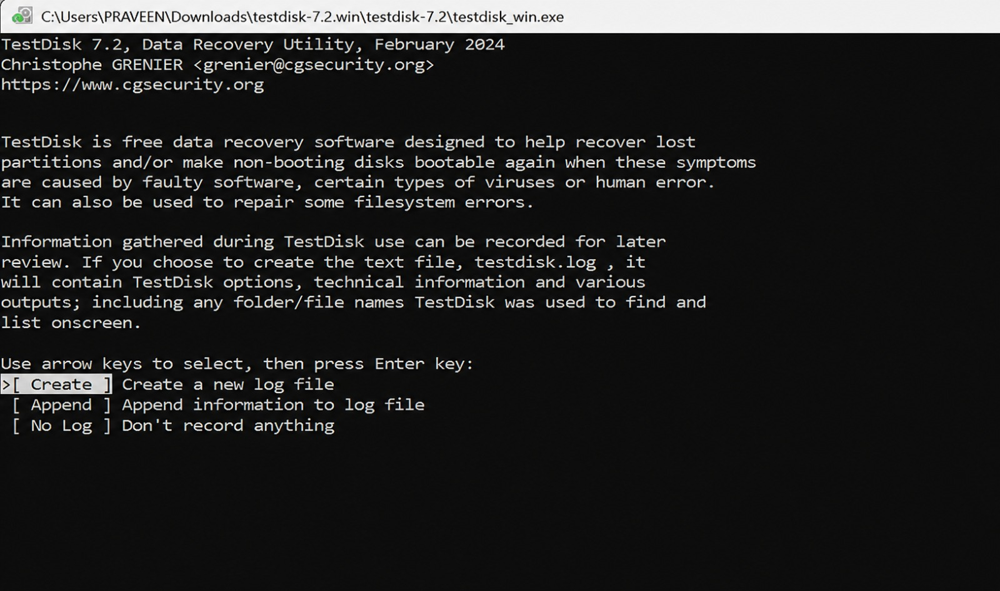 C:\Users\PRAVEEN\Downloads\testdisk-7.2.win\testdisk-7.2\testdisk_win.exe
TestDisk 7.2, Data Recovery Utility, February 2024
Christophe GRENIER <grenier@cgsecurity.org>
https://www.cgsecurity.org
TestDisk is free data recovery software designed to help recover lost
partitions and/or make non-booting disks bootable again when these symptoms
are caused by faulty software, certain types of viruses or human error.
It can also be used to repair some filesystem errors.
Information gathered during TestDisk use can be recorded for later
review. If you choose to create the text file, testdisk.log , it
will contain TestDisk options, technical information and various
outputs; including any folder/file names TestDisk was used to find and
list onscreen.
Use arrow keys to select, then press Enter key:
>[ Create ] Create a new log file
[ Append ] Append information to log file
[ No Log ] Don't record anything